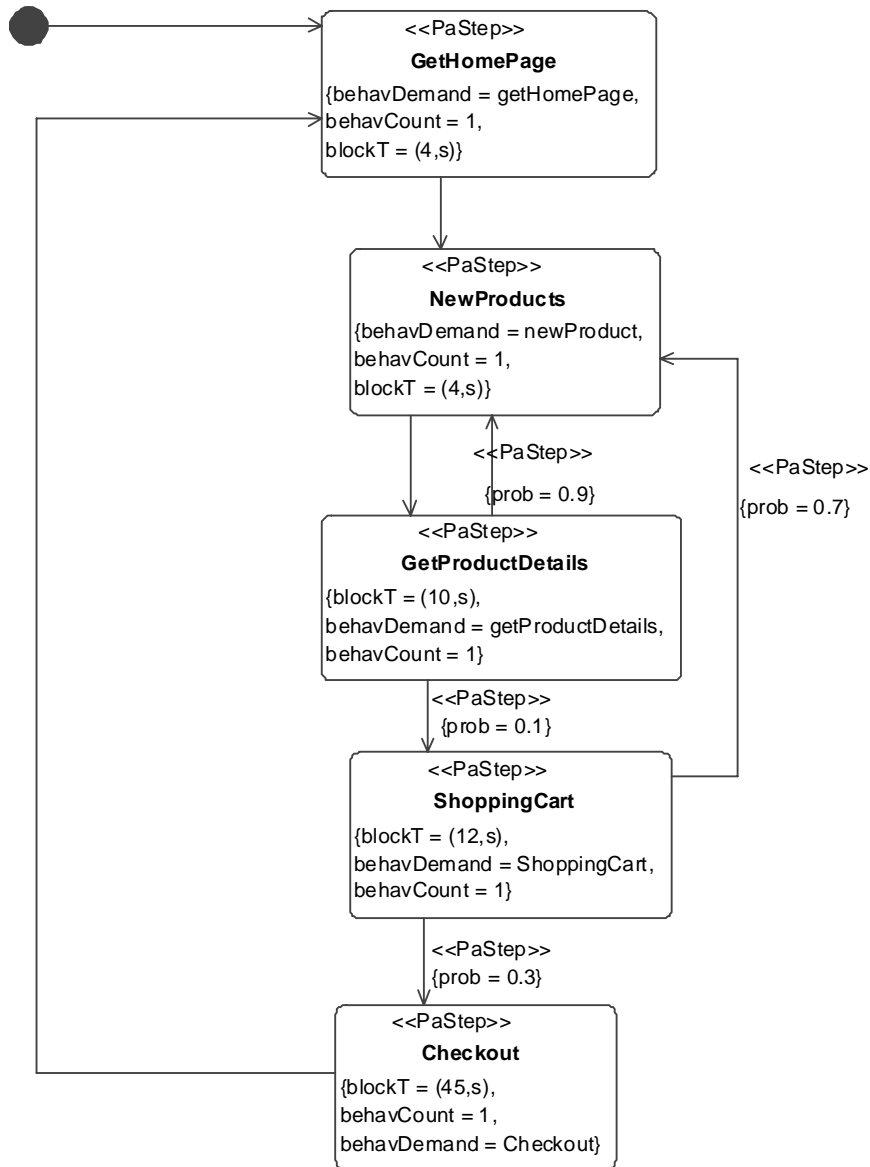 <<PaStep>>
GetHomePage
{behavDemand = getHomePage,
behavCount = 1,
blockT = (4,s)}
<<PaStep>>
NewProducts
{behavDemand = newProduct,
behavCount = 1,
blockT = (4,s)}
<<PaStep>>
{prob = 0.9}
<<PaStep>>
{prob = 0.7}
<<PaStep>>
GetProductDetails
{blockT = (10,s),
behavDemand = getProductDetails,
behavCount = 1}
<<PaStep>>
{prob = 0.1}
<<PaStep>>
ShoppingCart
{blockT = (12,s),
behavDemand = ShoppingCart,
behavCount = 1}
<<PaStep>>
{prob = 0.3}
<<PaStep>>
Checkout
{blockT = (45,s),
behavCount = 1,
behavDemand = Checkout}